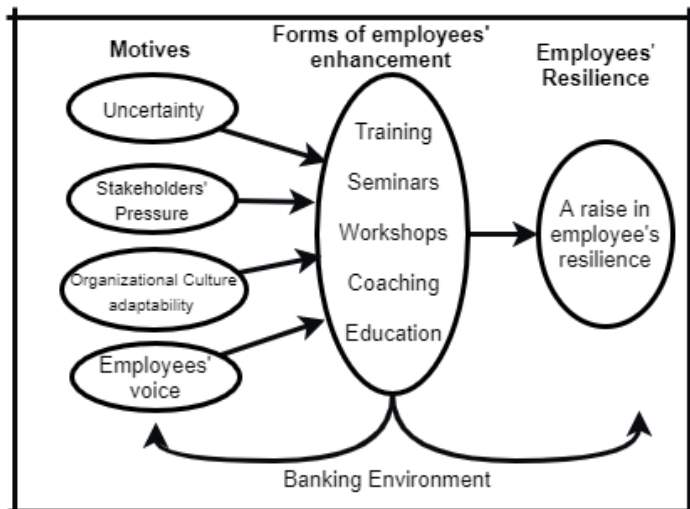 Motives
Forms of employees'
enhancement
Employees'
Resilience
Uncertainty
Stakeholders'
Pressure
Organizational Culture
adaptability
Employees'
voice
Training
Seminars
Workshops
Coaching
Education
A raise in
employee's
resilience
Banking Environment